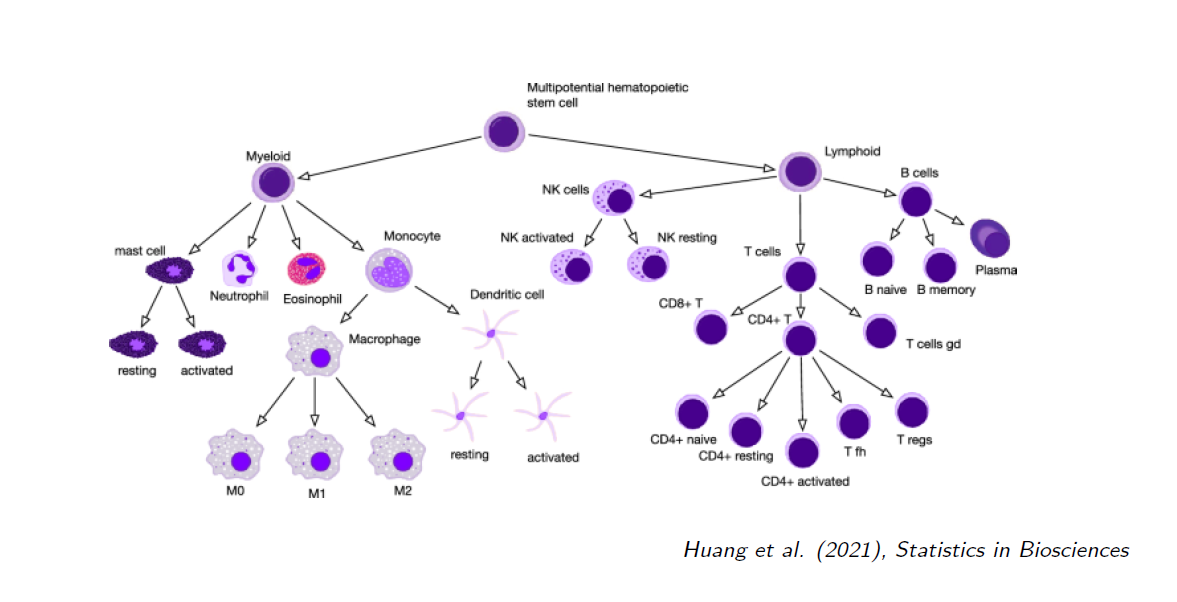 Multipotential hematopoietic
stem cell
Myeloid
Lymphoid
NK cells
B cells
mast cell
Monocyte
NK activated
NK resting
T cells
Plasma
Neutrophil
Eosinophil
Dendritic cell
B naive
B memory
CD8+ T
CD4+ T
T cells gd
Macrophage
resting
activated
CD4+ naive
CD4+ resting
T fh
T regs
resting
activated
CD4+ activated
M0
M1
M2
Huang et al. (2021), Statistics in Biosciences